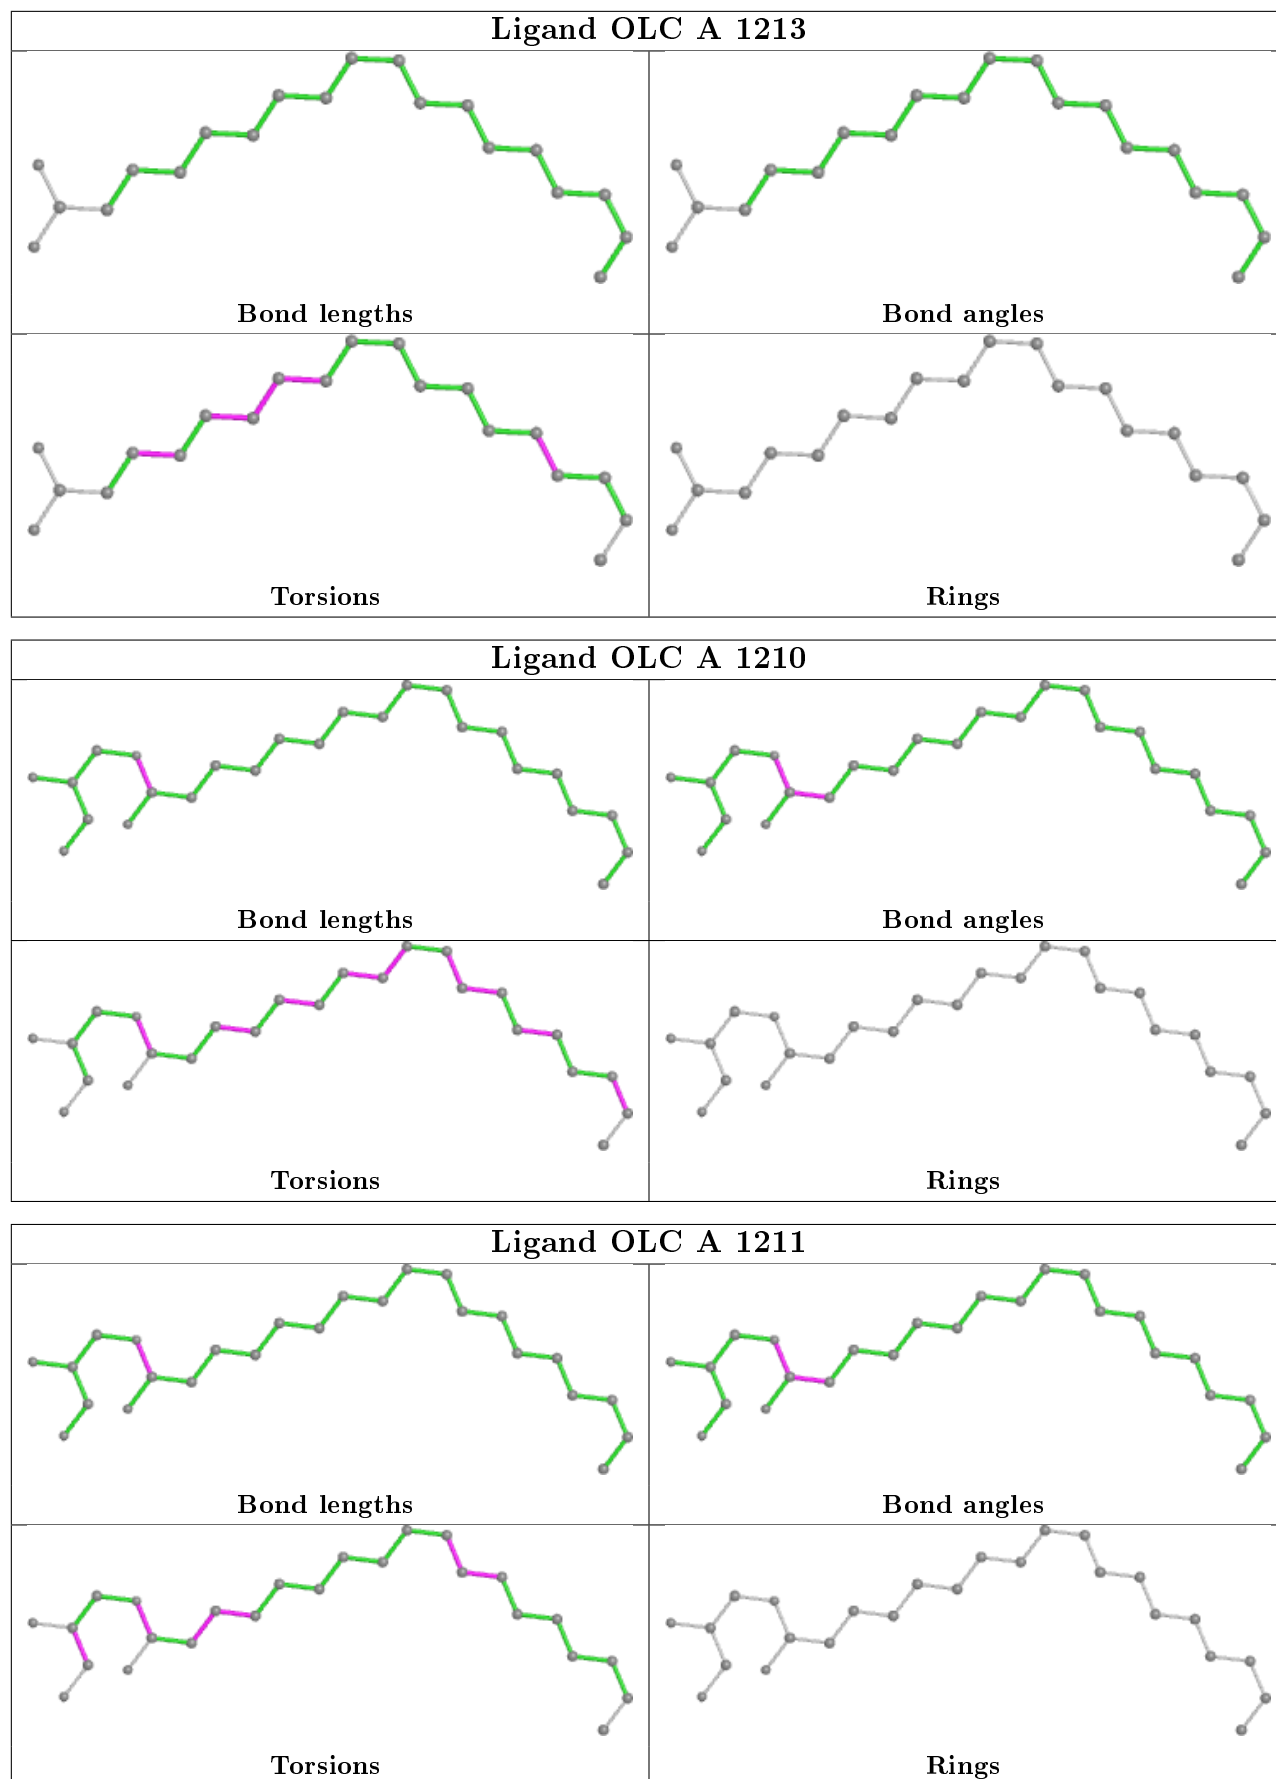 Ligand OLC A 1213
Bond lengths
Bond angles
Torsions
Rings
Ligand OLC A 1210
Bond lengths
Bond angles
Torsions
Rings
Ligand OLC A 1211
Bond lengths
Bond angles
Torsions
Rings